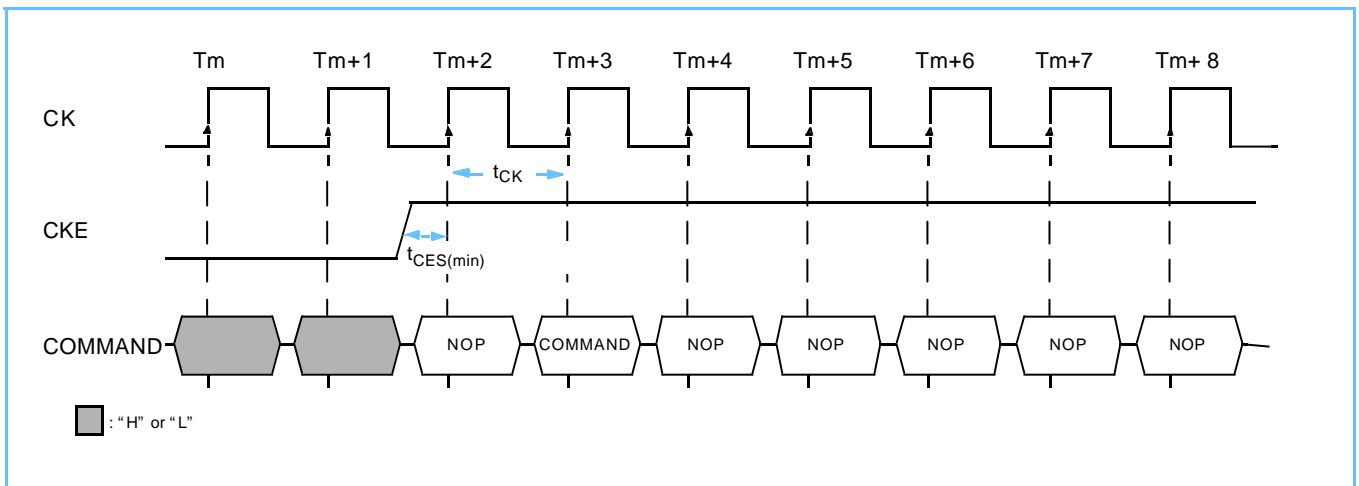 Tm Tm+1 Tm+2 Tm+3 Tm+4 Tm+5 Tm+6 Tm+7 Tm+ 8
CK
tCK
CKE
tCES(min)
COMMAND NOP COMMAND NOP NOP NOP NOP NOP
: “H” or “L”